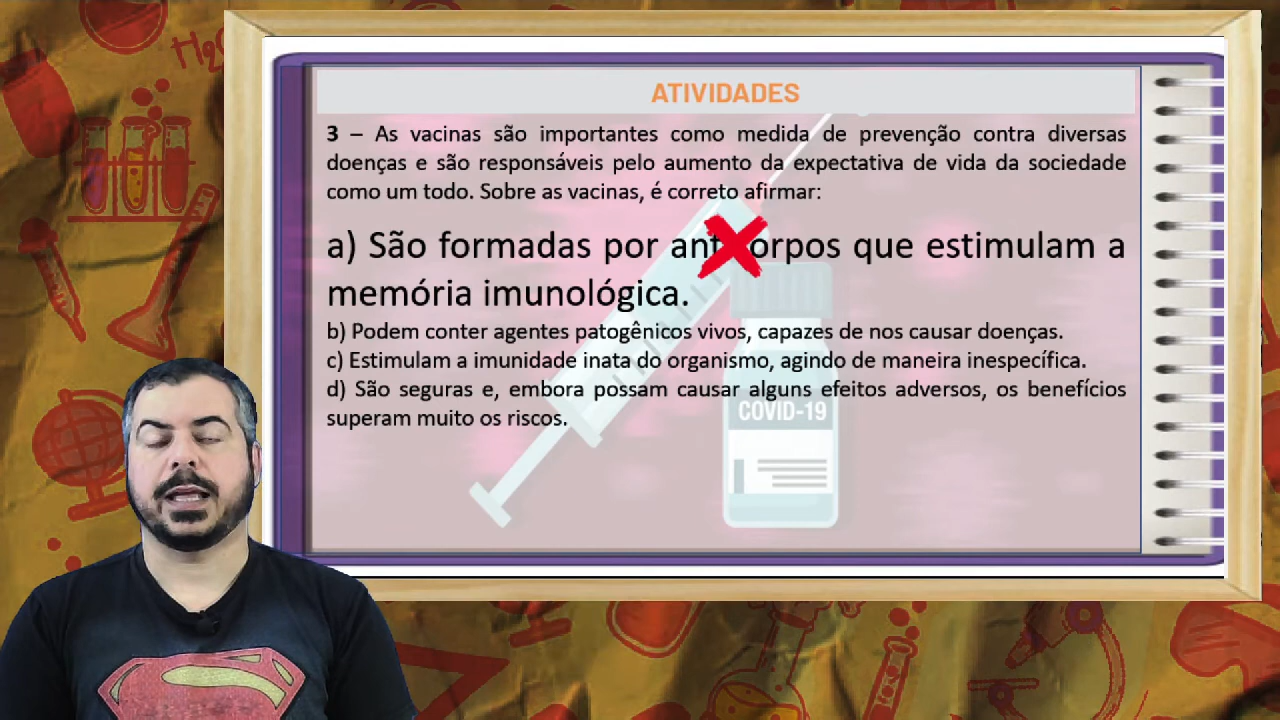 H2O
ATIVIDADES
3 – As vacinas são importantes como medida de prevenção contra diversas
doenças e são responsáveis pelo aumento da expectativa de vida da sociedade
como um todo. Sobre as vacinas, é correto afirmar:
a) São formadas por anticorpos que estimulam a
memória imunológica.
b) Podem conter agentes patogênicos vivos, capazes de nos causar doenças.
c) Estimulam a imunidade inata do organismo, agindo de maneira inespecífica.
d) São seguras e, embora possam causar alguns efeitos adversos, os benefícios
superam muito os riscos.
COVID-19